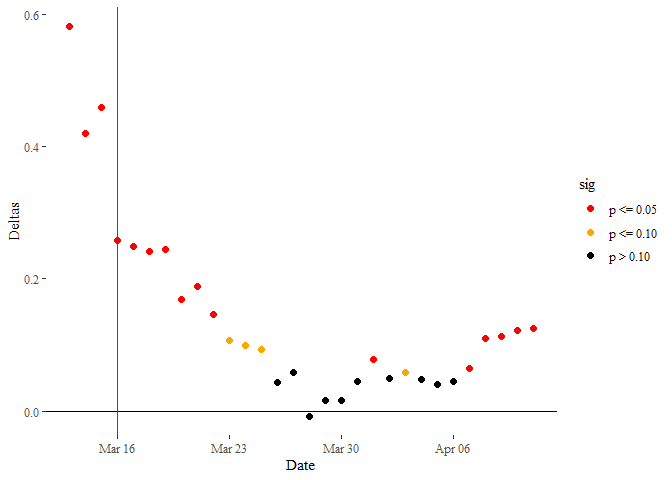 0.6
0.4
0.2
0.0
Deltas
Mar 16
Mar 23
Mar 30
Apr 06
Date
sig
p <= 0.05
p <= 0.10
p > 0.10